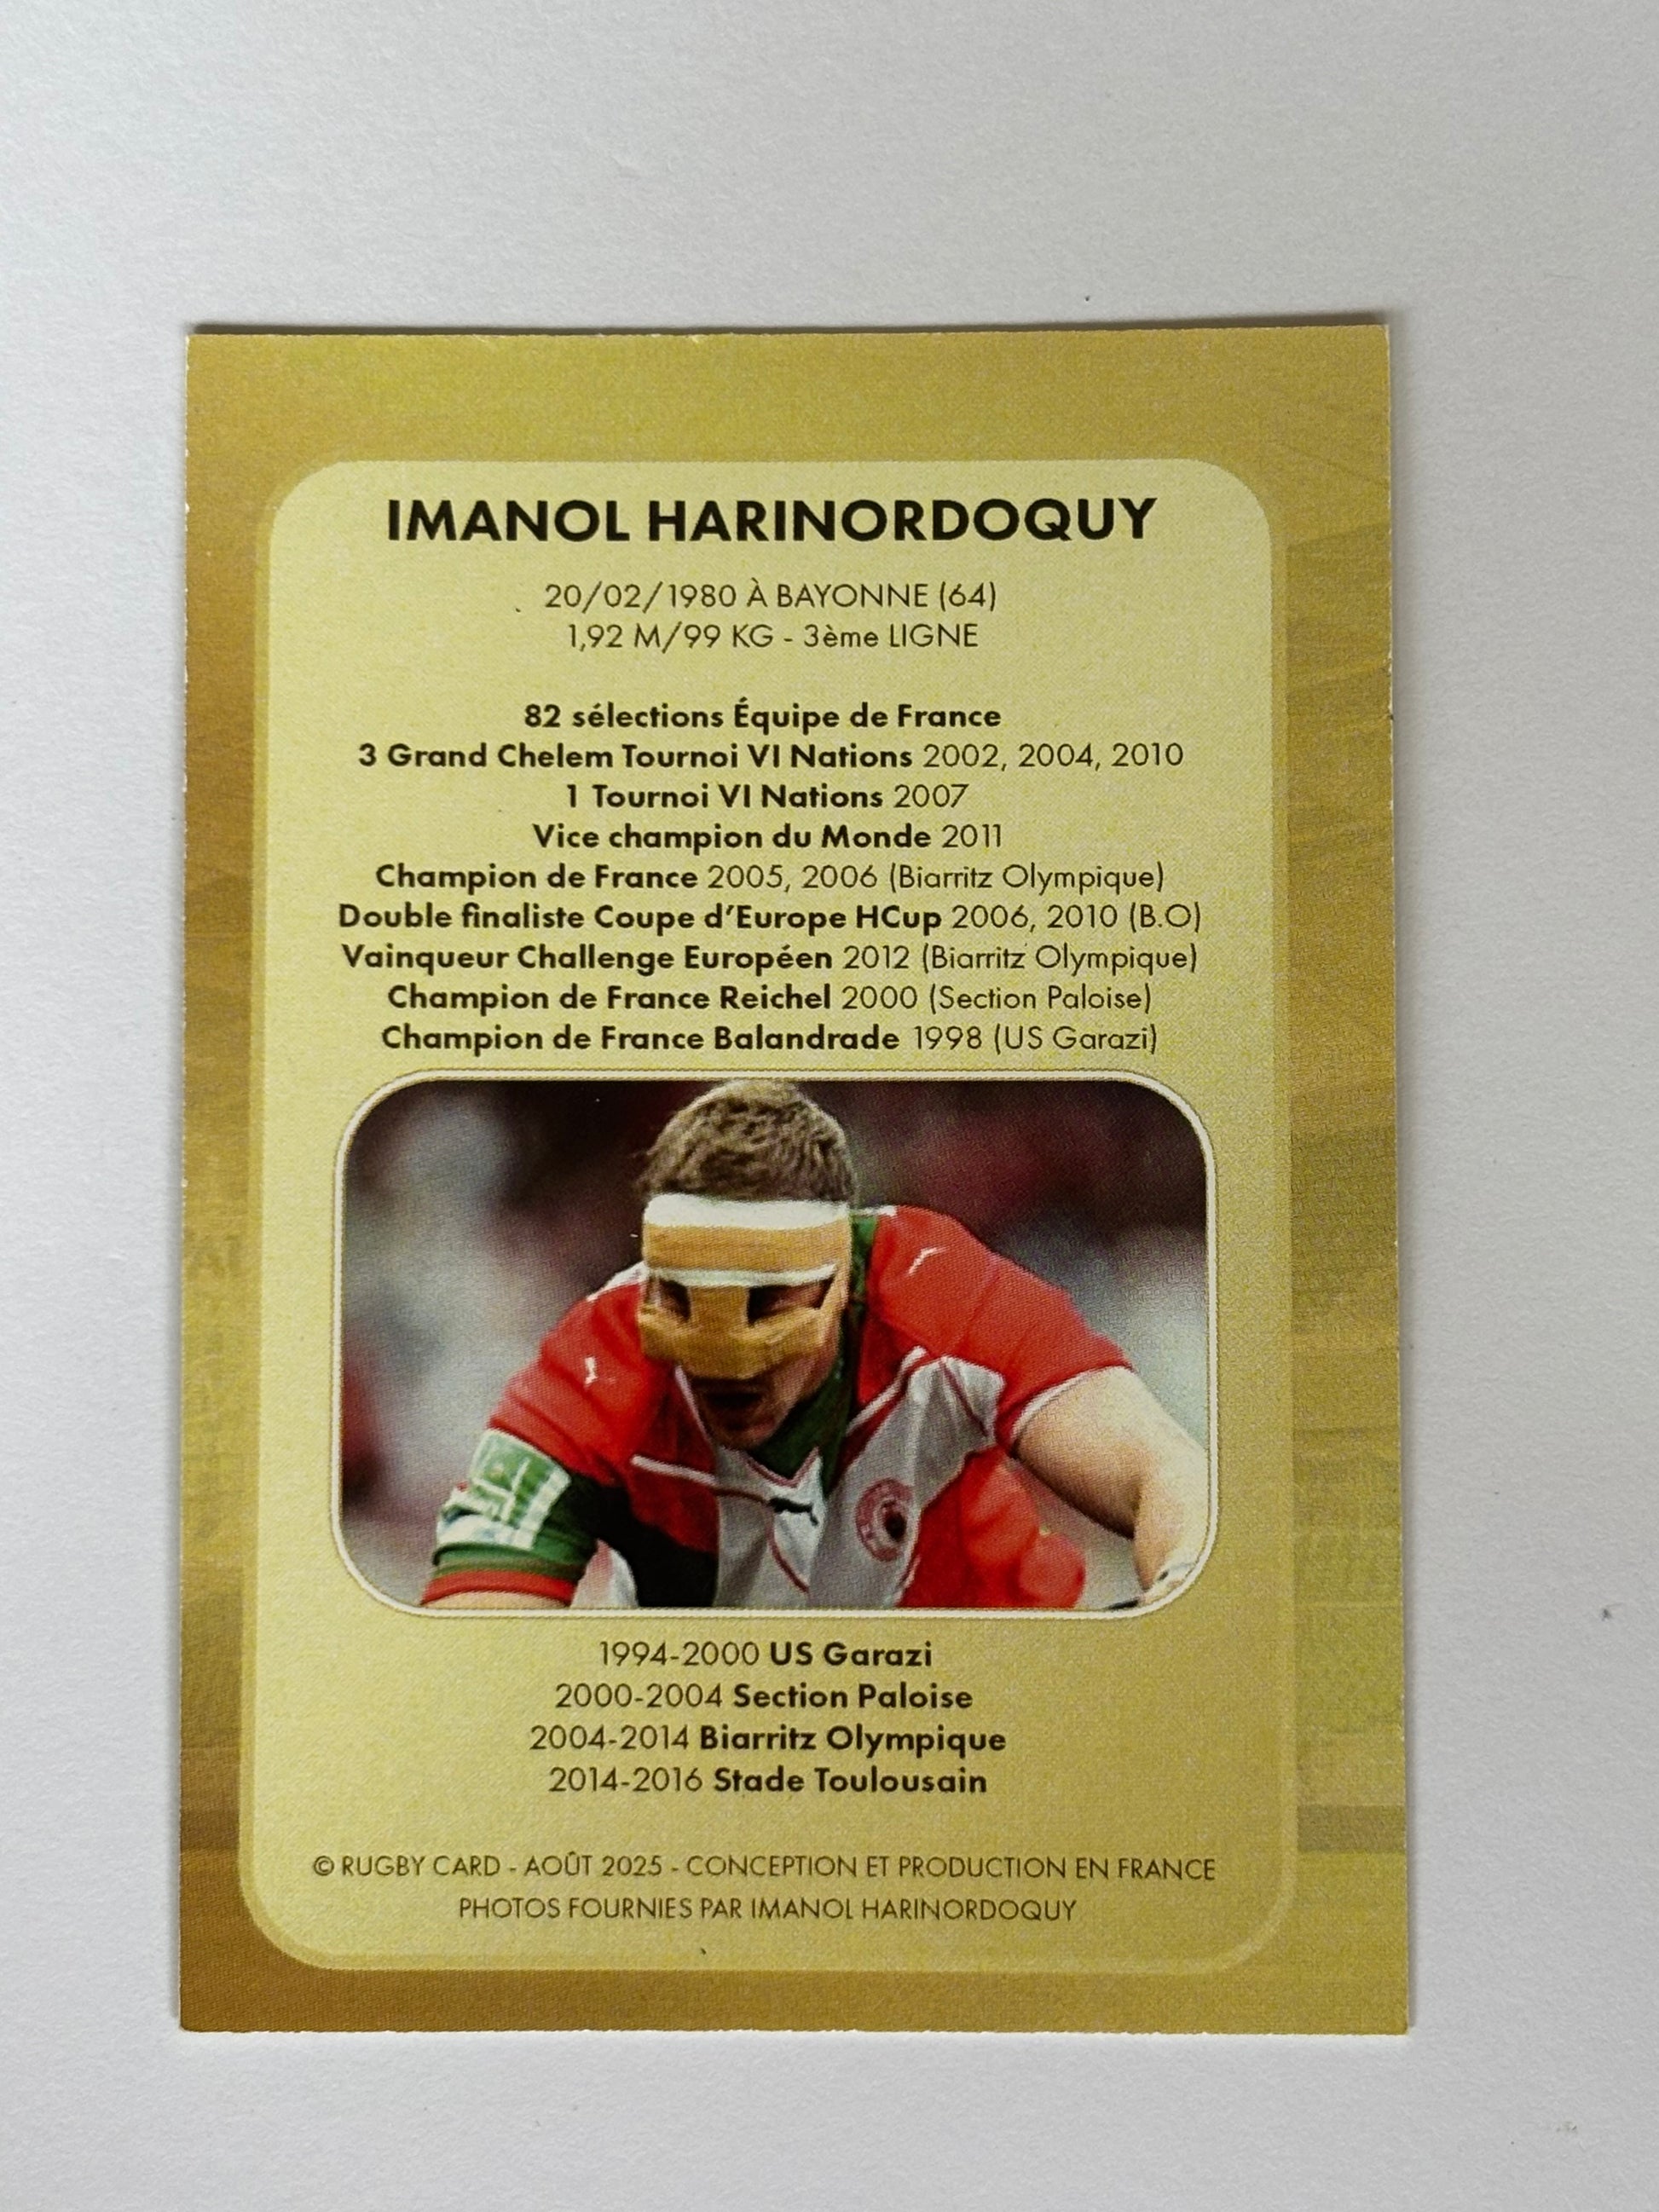 IMANOL HARINORDOQUY
20/02/1980 À BAYONNE (64)
1,92 M/99 KG - 3ème LIGNE
82 sélections Équipe de France
3 Grand Chelem Tournoi VI Nations 2002, 2004, 2010
1 Tournoi VI Nations 2007
Vice champion du Monde 2011
Champion de France 2005, 2006 (Biarritz Olympique)
Double finaliste Coupe d’Europe HCup 2006, 2010 (B.O)
Vainqueur Challenge Européen 2012 (Biarritz Olympique)
Champion de France Reichel 2000 (Section Paloise)
Champion de France Balandrade 1998 (US Garazi)
1994-2000 US Garazi
2000-2004 Section Paloise
2004-2014 Biarritz Olympique
2014-2016 Stade Toulousain
© RUGBY CARD - AOÛT 2025 - CONCEPTION ET PRODUCTION EN FRANCE
PHOTOS FOURNIES PAR IMANOL HARINORDOQUY